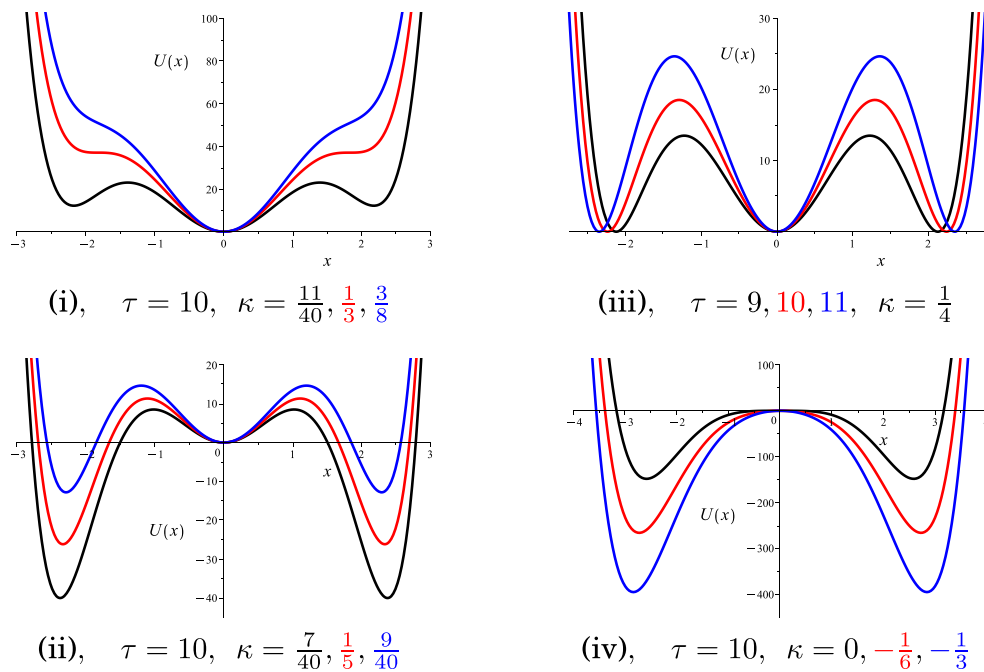 100
80
U(x)
60
40
20
−3 −2 −1 0 1 2 3
x
(i), τ = 10, κ = 11/40, 1/3, 3/8
30
U(x)
20
10
−2 −1 0 1 2
x
(iii), τ = 9, 10, 11, κ = 1/4
20
10
−3 −2 −1 0 1 2 3
x
−10
−20
U(x)
−30
−40
(ii), τ = 10, κ = 7/40, 1/5, 9/40
100
−4 −3 −2 −1 0 1 2 3
x
−100
−200
U(x)
−300
−400
(iv), τ = 10, κ = 0, −1/6, −1/3